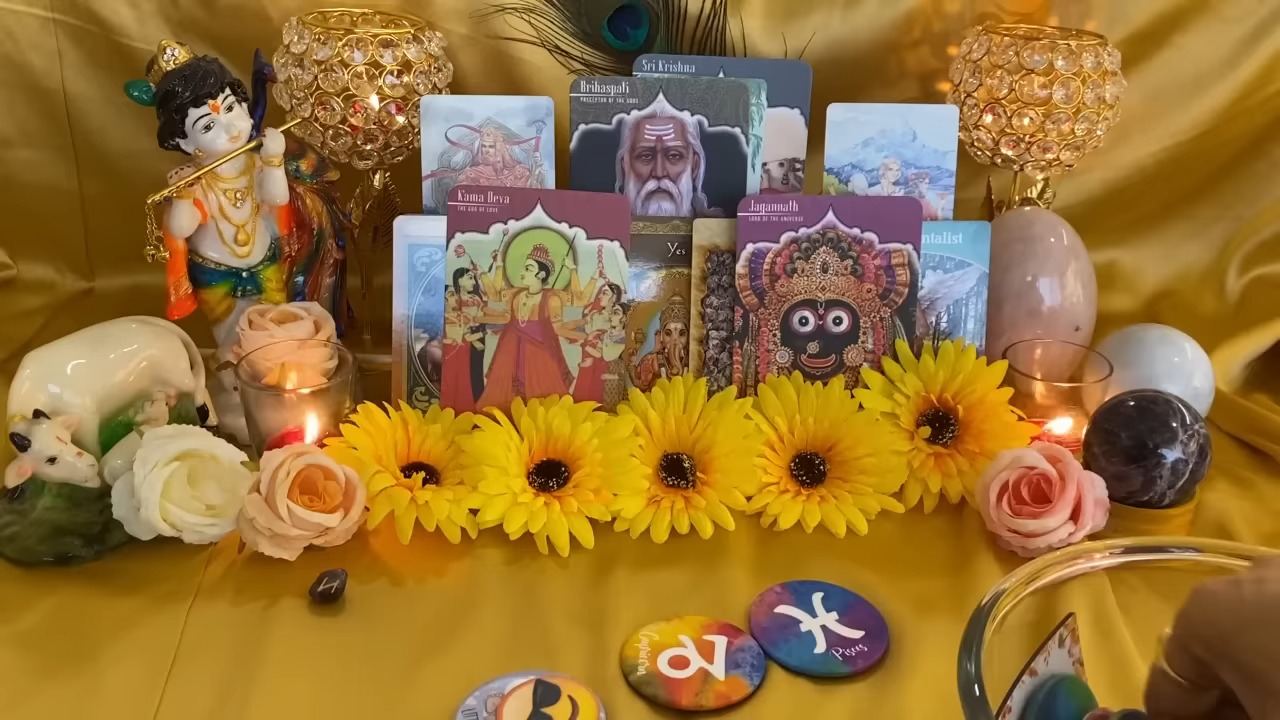 Sri Krishna
Brihaspati
PRECEPTOR OF THE GODS
Kama Deva
THE GOD OF LOVE
Yes
Jagannath
LORD OF THE UNIVERSE
ntalist
Capricorn
Pisces